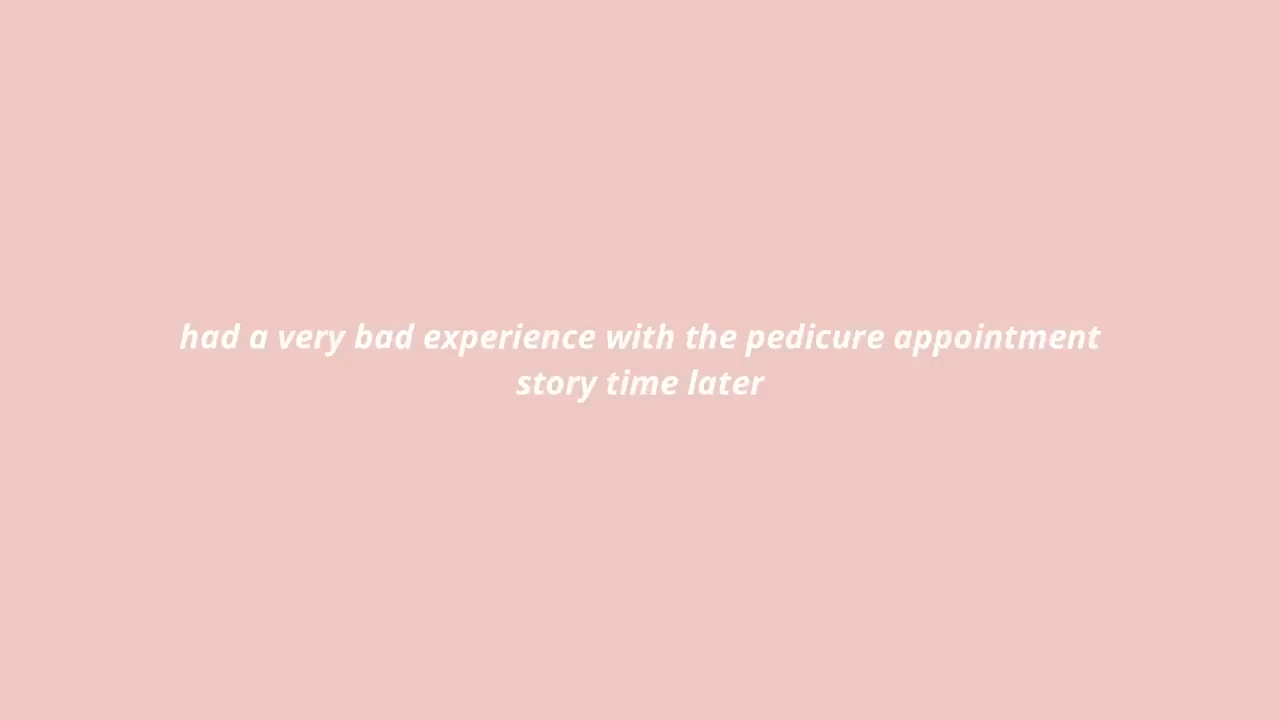 had a very bad experience with the pedicure appointment
story time later